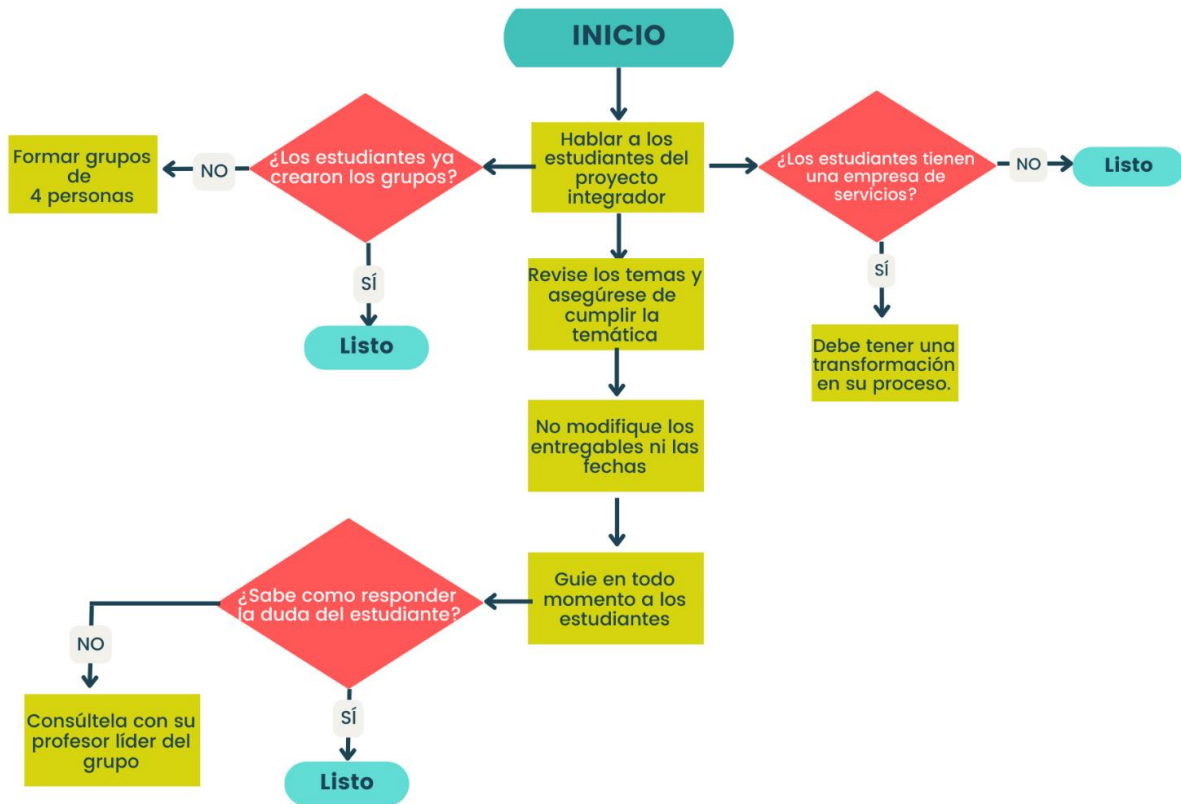 INICIO
Hablar a los
estudiantes del
proyecto
integrador
¿Los estudiantes ya
crearon los grupos?
NO
Formar grupos
de
4 personas
SÍ
Listo
¿Los estudiantes tienen
una empresa de
servicios?
NO
Listo
SÍ
Debe tener una
transformación
en su proceso.
Revise los temas y
asegúrese de
cumplir la
temática
No modifique los
entregables ni las
fechas
Guie en todo
momento a los
estudiantes
¿Sabe como responder
la duda del estudiante?
NO
Consúltela con su
profesor líder del
grupo
SÍ
Listo